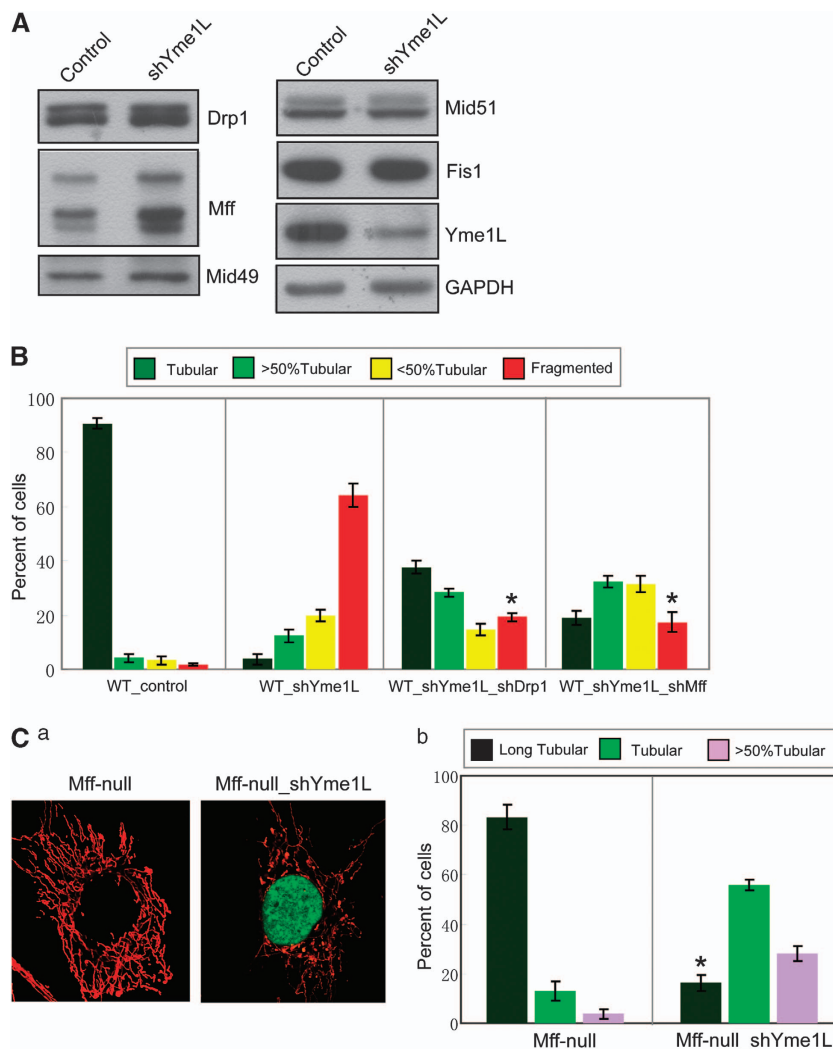 A
Control shYme1L
Drp1
Mff
Mid49
Control shYme1L
Mid51
Fis1
Yme1L
GAPDH
B
Tubular >50%Tubular <50%Tubular Fragmented
Percent of cells
100
80
60
40
20
0
* *
WT_control WT_shYme1L WT_shYme1L_shDrp1 WT_shYme1L_shMff
C a
Mff-null Mff-null_shYme1L
b
Long Tubular Tubular >50%Tubular
Percent of cells
100
80
60
40
20
0
*
Mff-null Mff-null_shYme1L